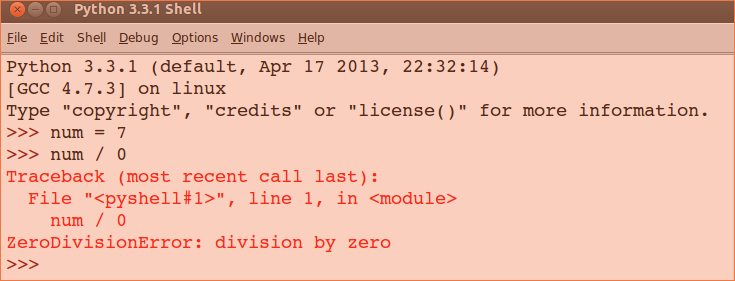 Python 3.3.1 Shell
File Edit Shell Debug Options Windows Help
Python 3.3.1 (default, Apr 17 2013, 22:32:14)
[GCC 4.7.3] on linux
Type "copyright", "credits" or "license()" for more information.
>>> num = 7
>>> num / 0
Traceback (most recent call last):
  File "<pyshell#1>", line 1, in <module>
    num / 0
ZeroDivisionError: division by zero
>>>